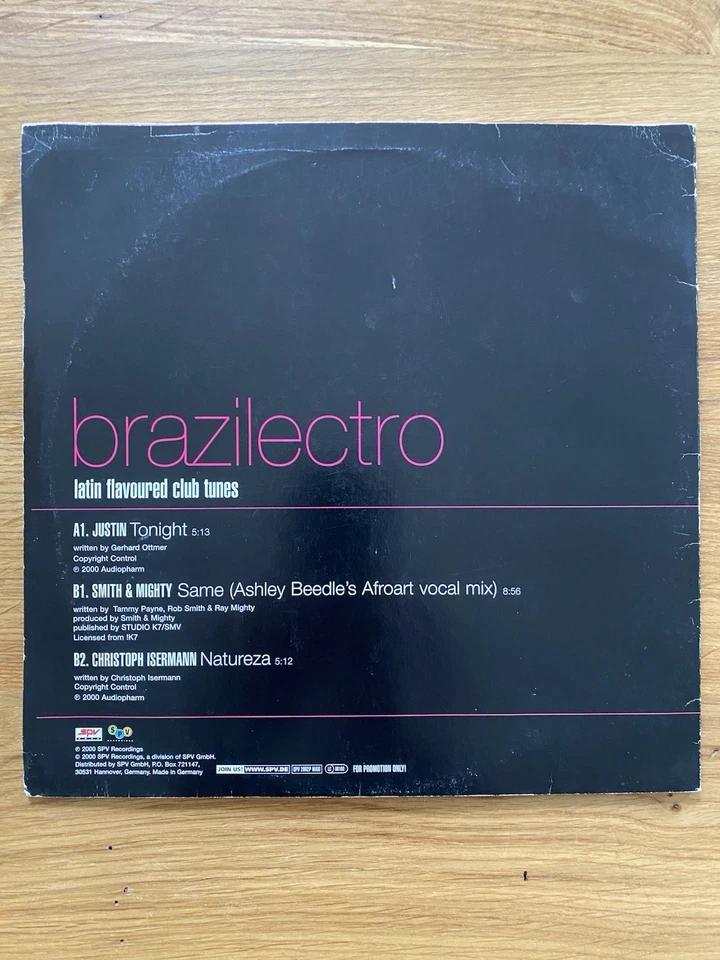 brazilectro
latin flavoured club tunes
A1. JUSTIN Tonight 5:13
written by Gerhard Ottmer
Copyright Control
℗ 2000 Audiopharm
B1. SMITH & MIGHTY Same (Ashley Beedle's Afroart vocal mix) 8:56
written by Tammy Payne, Rob Smith & Ray Mighty
produced by Smith & Mighty
published by STUDIO K7/SMV
Licensed from !K7
B2. CHRISTOPH ISERMANN Natureza 5:12
written by Christoph Isermann
Copyright Control
℗ 2000 Audiopharm
SPV SPV
℗ 2000 SPV Recordings
© 2000 SPV Recordings, a division of SPV GmbH.
Distributed by SPV GmbH, P.O. Box 721147,
30531 Hannover, Germany. Made in Germany
JOIN US! WWW.SPV.DE LC FOR PROMOTION ONLY!